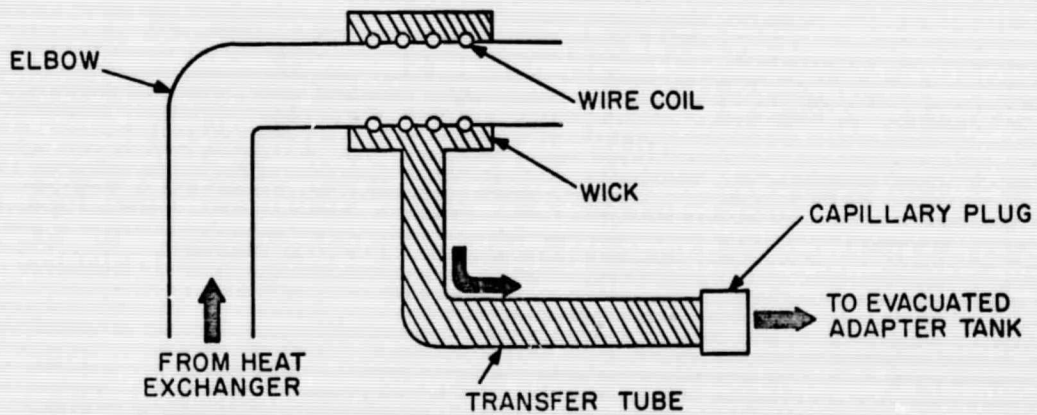 ELBOW
WIRE COIL
WICK
CAPILLARY PLUG
TO EVACUATED
ADAPTER TANK
FROM HEAT
EXCHANGER
TRANSFER TUBE